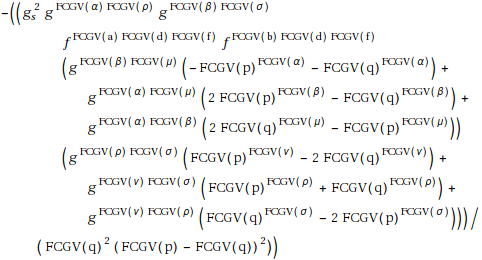 -((g_s^2 g^{FCGV(α) FCGV(ρ)} g^{FCGV(β) FCGV(σ)}
f^{FCGV(a) FCGV(d) FCGV(f)} f^{FCGV(b) FCGV(d) FCGV(f)}
(g^{FCGV(β) FCGV(μ)} (-FCGV(p)^{FCGV(α)} - FCGV(q)^{FCGV(α)}) +
g^{FCGV(α) FCGV(μ)} (2 FCGV(p)^{FCGV(β)} - FCGV(q)^{FCGV(β)}) +
g^{FCGV(α) FCGV(β)} (2 FCGV(q)^{FCGV(μ)} - FCGV(p)^{FCGV(μ)}))
(g^{FCGV(ρ) FCGV(σ)} (FCGV(p)^{FCGV(ν)} - 2 FCGV(q)^{FCGV(ν)}) +
g^{FCGV(ν) FCGV(σ)} (FCGV(p)^{FCGV(ρ)} + FCGV(q)^{FCGV(ρ)}) +
g^{FCGV(ν) FCGV(ρ)} (FCGV(q)^{FCGV(σ)} - 2 FCGV(p)^{FCGV(σ)})))/
(FCGV(q)^2 (FCGV(p) - FCGV(q))^2))